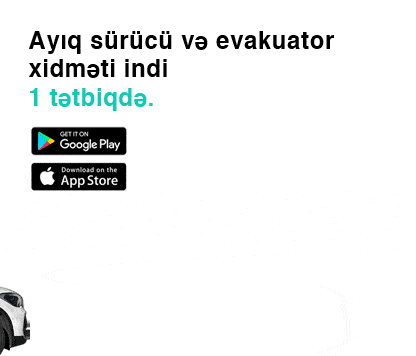 Ayıq sürücü və evakuator
xidməti indi
1 tətbiqdə.
GET IT ON
Google Play
Download on the
App Store